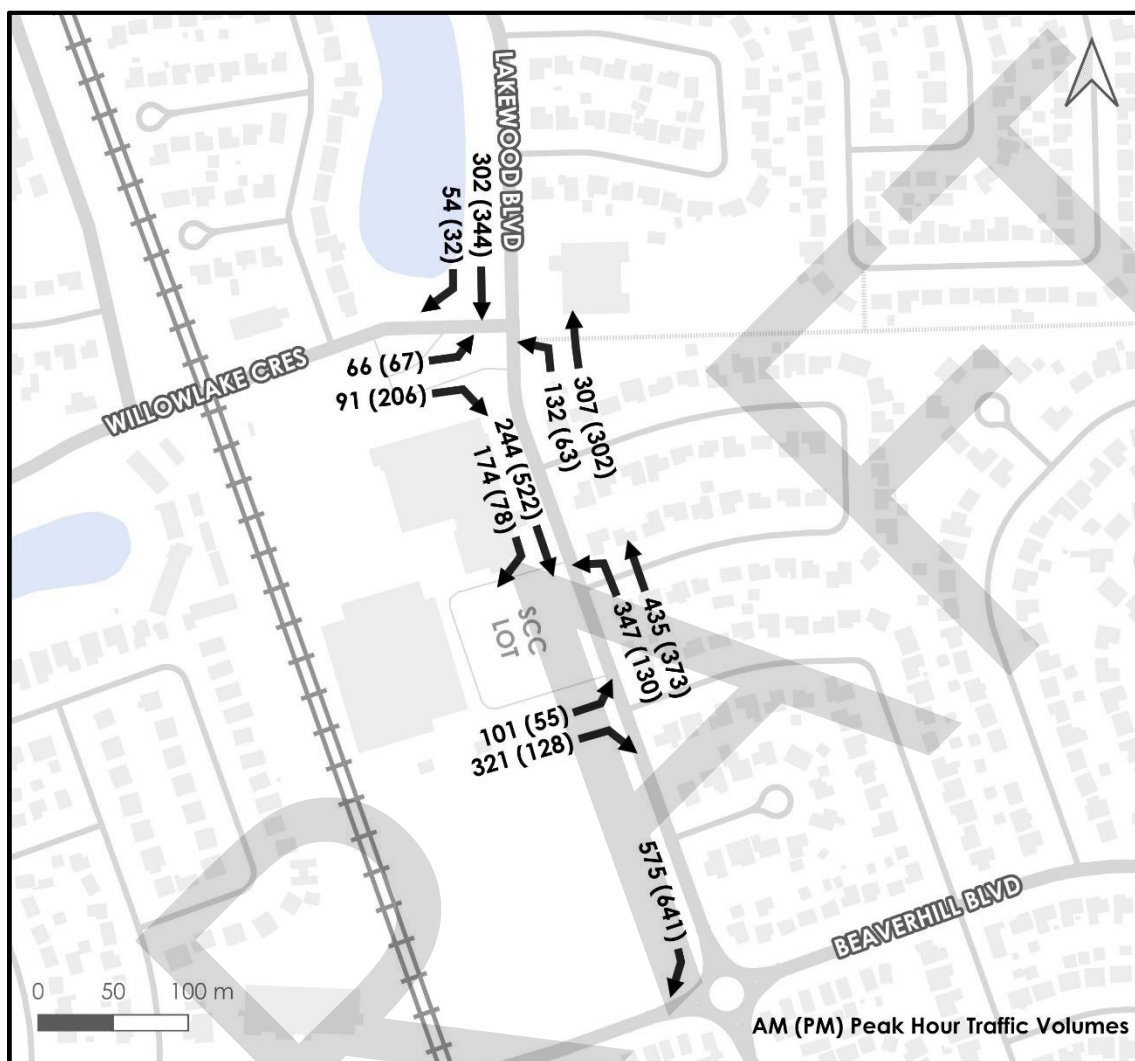 LAKEWOOD BLVD
302 (344)
54 (32)
66 (67)
91 (206)
WILLOWLAKE CRES
307 (302)
132 (63)
244 (522)
174 (78)
435 (373)
347 (130)
SCC
LOT
101 (55)
321 (128)
575 (641)
BEAVERHILL BLVD
0 50 100 m
AM (PM) Peak Hour Traffic Volumes
DRAFT